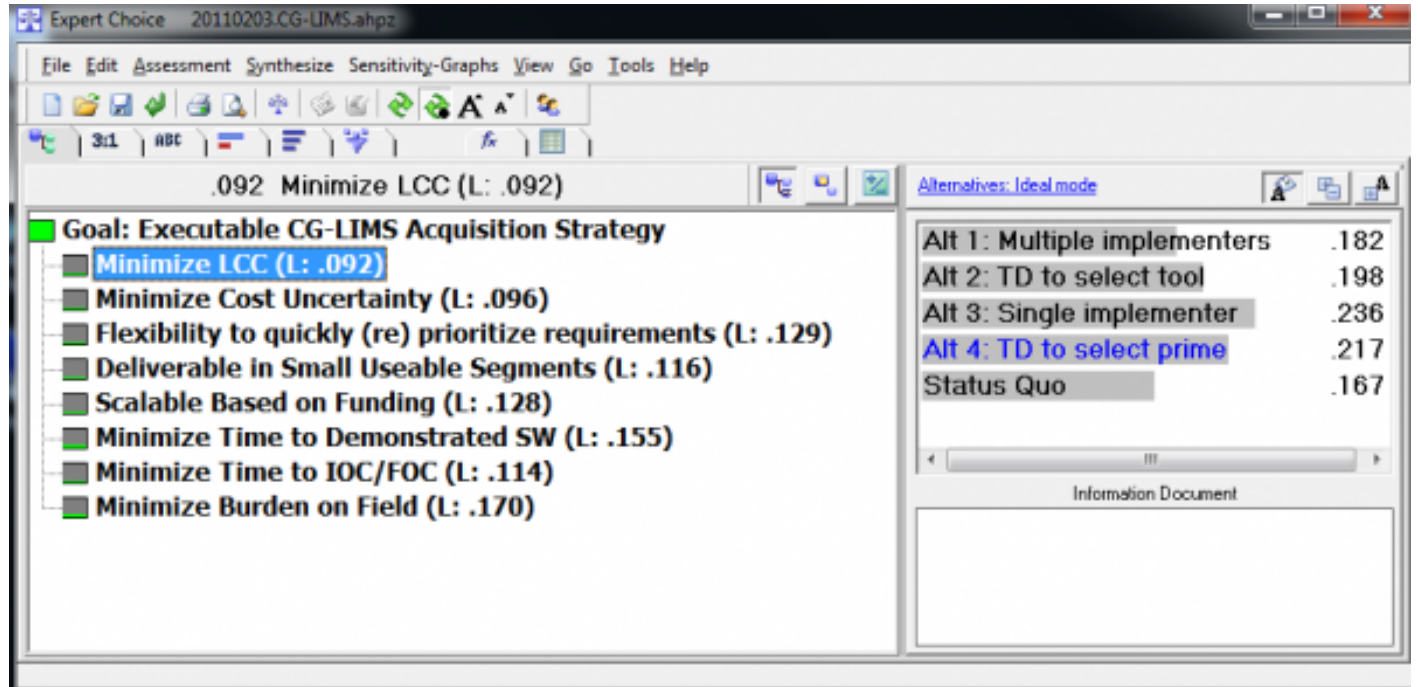 Expert Choice 20110203.CG-LIMS.ahpz
File Edit Assessment Synthesize Sensitivity-Graphs View Go Tools Help
A A
3:1 ABC fx
.092 Minimize LCC (L: .092)
Alternatives: Ideal mode
A A
Goal: Executable CG-LIMS Acquisition Strategy
Minimize LCC (L: .092)
Minimize Cost Uncertainty (L: .096)
Flexibility to quickly (re) prioritize requirements (L: .129)
Deliverable in Small Useable Segments (L: .116)
Scalable Based on Funding (L: .128)
Minimize Time to Demonstrated SW (L: .155)
Minimize Time to IOC/FOC (L: .114)
Minimize Burden on Field (L: .170)
Alt 1: Multiple implementers .182
Alt 2: TD to select tool .198
Alt 3: Single implementer .236
Alt 4: TD to select prime .217
Status Quo .167
Information Document